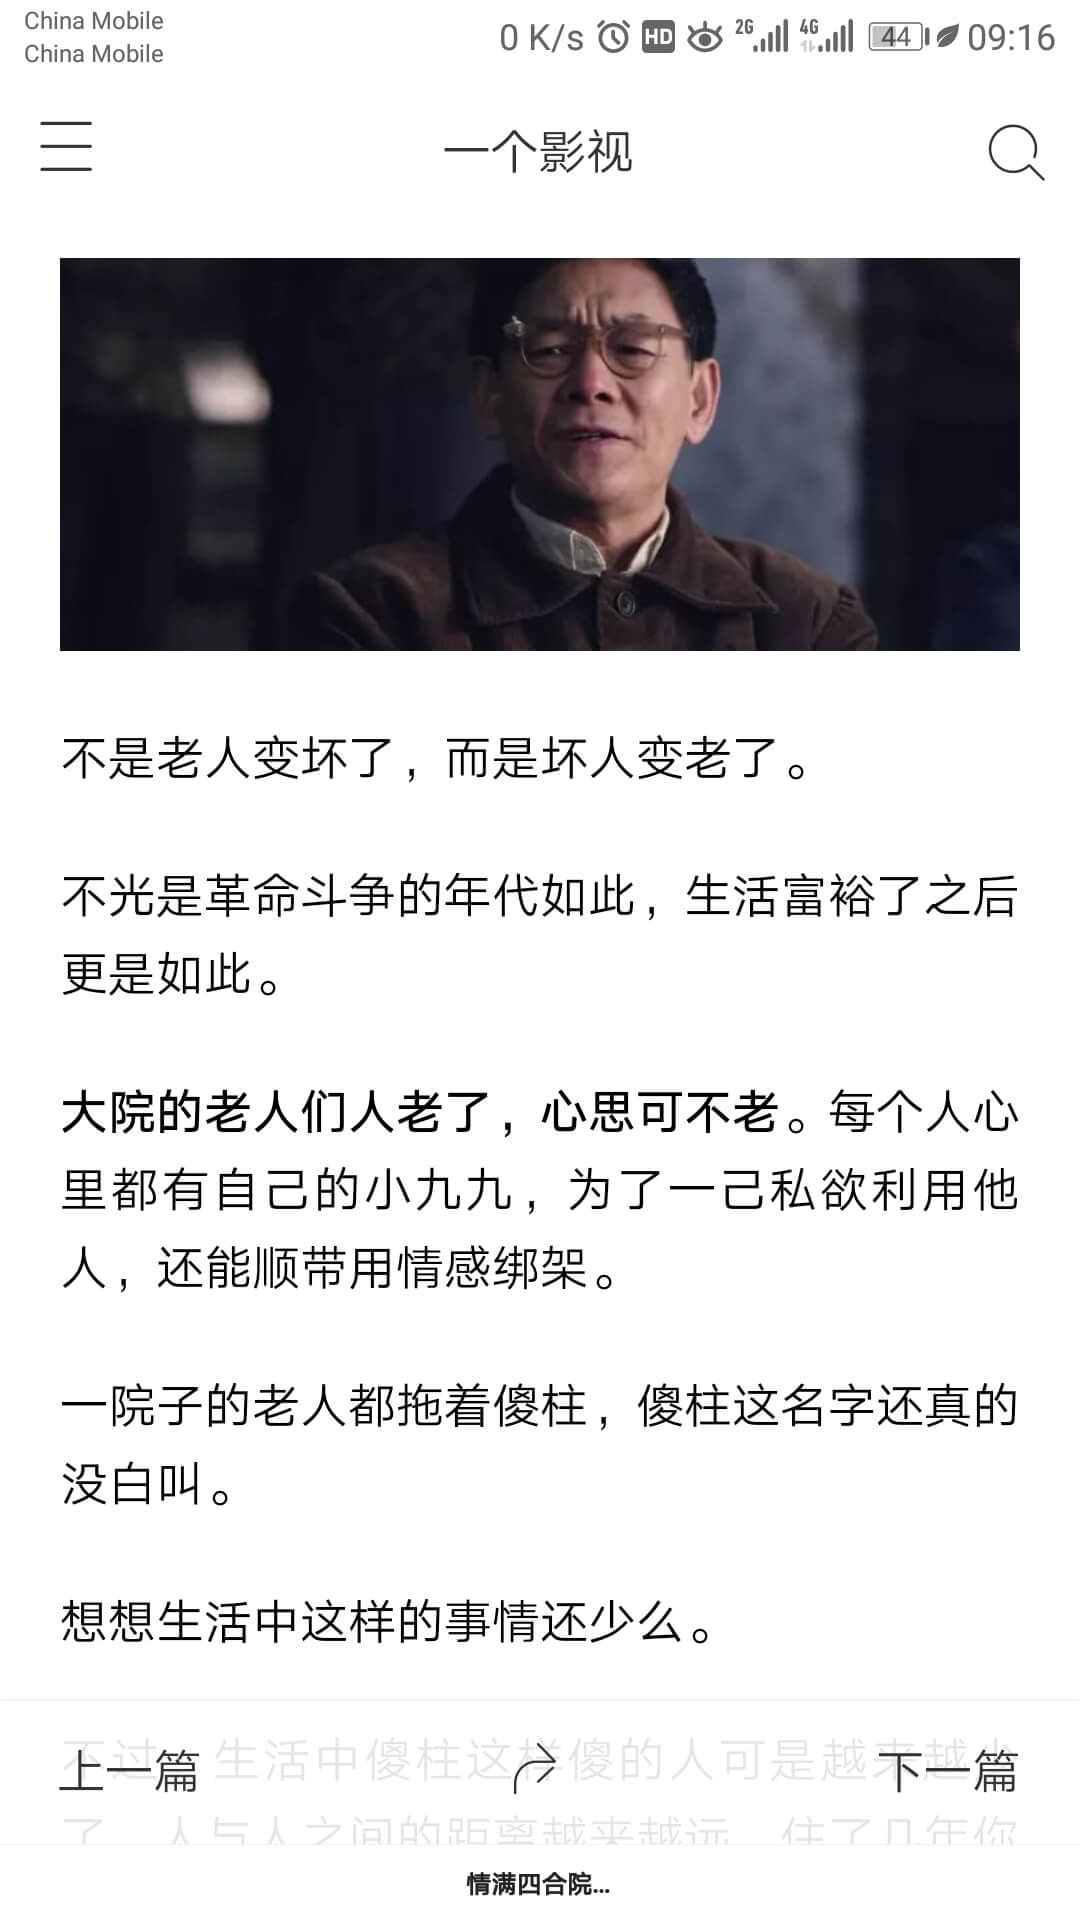 China Mobile
China Mobile
0 K/s HD 2G 4G 44 09:16
一个影视
不是老人变坏了，而是坏人变老了。
不光是革命斗争的年代如此，生活富裕了之后
更是如此。
大院的老人们人老了，心思可不老。每个人心
里都有自己的小九九，为了一己私欲利用他
人，还能顺带用情感绑架。
一院子的老人都拖着傻柱，傻柱这名字还真的
没白叫。
想想生活中这样的事情还少么。
不过，生活中傻柱这样傻的人可是越来越少
上一篇 下一篇
了，人与人之间的距离越来越远，住了几年你
情满四合院...